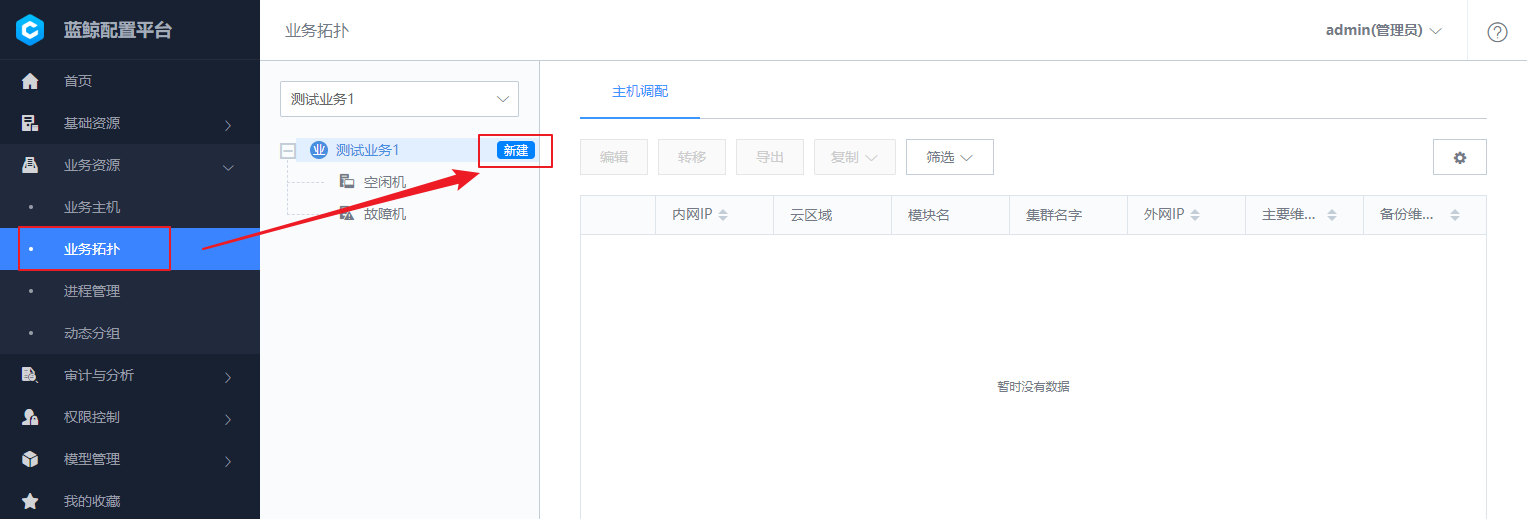 蓝鲸配置平台
首页
基础资源
业务资源
业务主机
业务拓扑
进程管理
动态分组
审计与分析
权限控制
模型管理
我的收藏
业务拓扑
admin(管理员)
测试业务1
测试业务1 新建
空闲机
故障机
主机调配
编辑 转移 导出 复制 筛选
内网IP 云区域 模块名 集群名字 外网IP 主要维... 备份维...
暂时没有数据